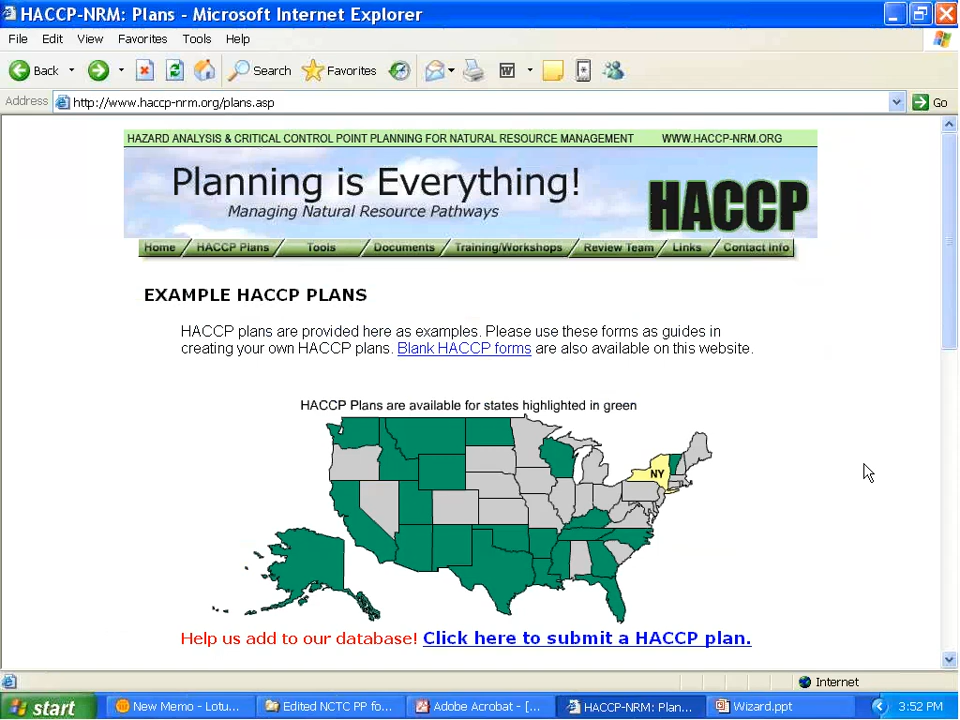 HACCP-NRM: Plans - Microsoft Internet Explorer
File Edit View Favorites Tools Help
Back Search Favorites
Address http://www.haccp-nrm.org/plans.asp Go
HAZARD ANALYSIS & CRITICAL CONTROL POINT PLANNING FOR NATURAL RESOURCE MANAGEMENT WWW.HACCP-NRM.ORG
Planning is Everything!
Managing Natural Resource Pathways
HACCP
Home HACCP Plans Tools Documents Training/Workshops Review Team Links Contact Info
EXAMPLE HACCP PLANS
HACCP plans are provided here as examples. Please use these forms as guides in
creating your own HACCP plans. Blank HACCP forms are also available on this website.
HACCP Plans are available for states highlighted in green
NY
Help us add to our database! Click here to submit a HACCP plan.
Internet
start New Memo - Lotu... Edited NCTC PP fo... Adobe Acrobat - [... HACCP-NRM: Plan... Wizard.ppt 3:52 PM